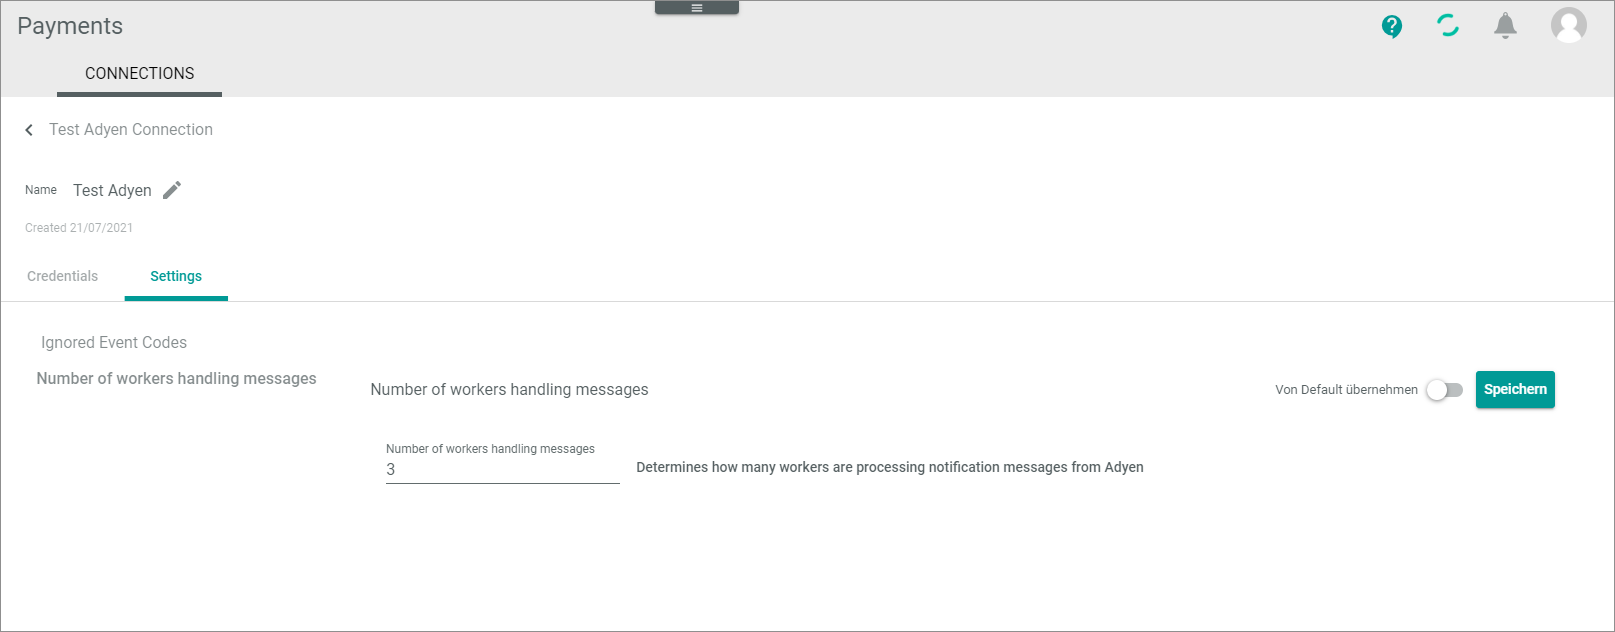 Payments
CONNECTIONS
Test Adyen Connection
Name Test Adyen
Created 21/07/2021
Credentials Settings
Ignored Event Codes
Number of workers handling messages
Number of workers handling messages
Von Default übernehmen
Speichern
Number of workers handling messages
3
Determines how many workers are processing notification messages from Adyen